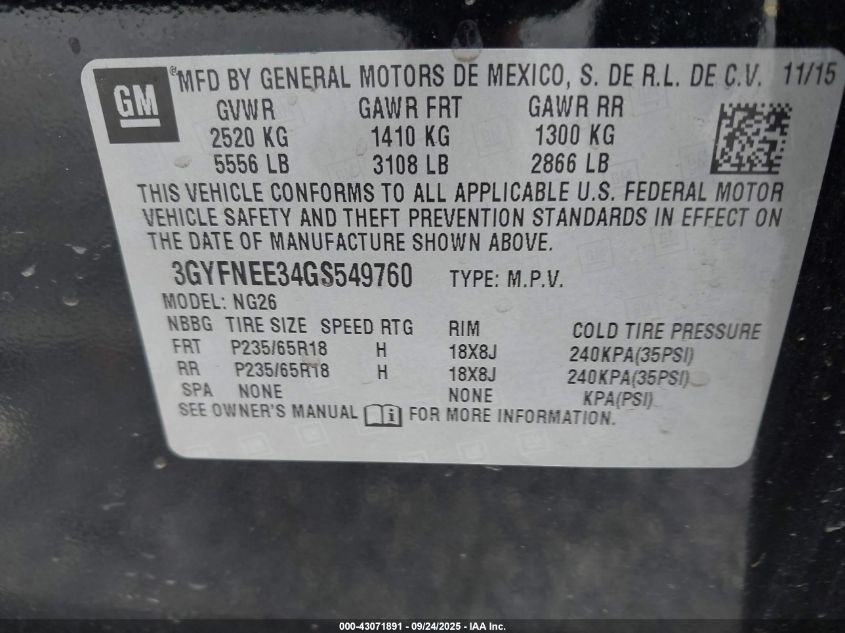 GM
® MFD BY GENERAL MOTORS DE MEXICO, S. DE R.L. DE C.V. 11/15
GVWR GAWR FRT GAWR RR
2520 KG 1410 KG 1300 KG
5556 LB 3108 LB 2866 LB
THIS VEHICLE CONFORMS TO ALL APPLICABLE U.S. FEDERAL MOTOR
VEHICLE SAFETY AND THEFT PREVENTION STANDARDS IN EFFECT ON
THE DATE OF MANUFACTURE SHOWN ABOVE.
3GYFNEE34GS549760 TYPE: M.P.V.
MODEL: NG26
NBBG TIRE SIZE SPEED RTG RIM COLD TIRE PRESSURE
FRT P235/65R18 H 18X8J 240KPA(35PSI)
RR P235/65R18 H 18X8J 240KPA(35PSI)
SPA NONE NONE KPA(PSI)
SEE OWNER'S MANUAL FOR MORE INFORMATION.
000-43071891 - 09/24/2025 - IAA Inc.